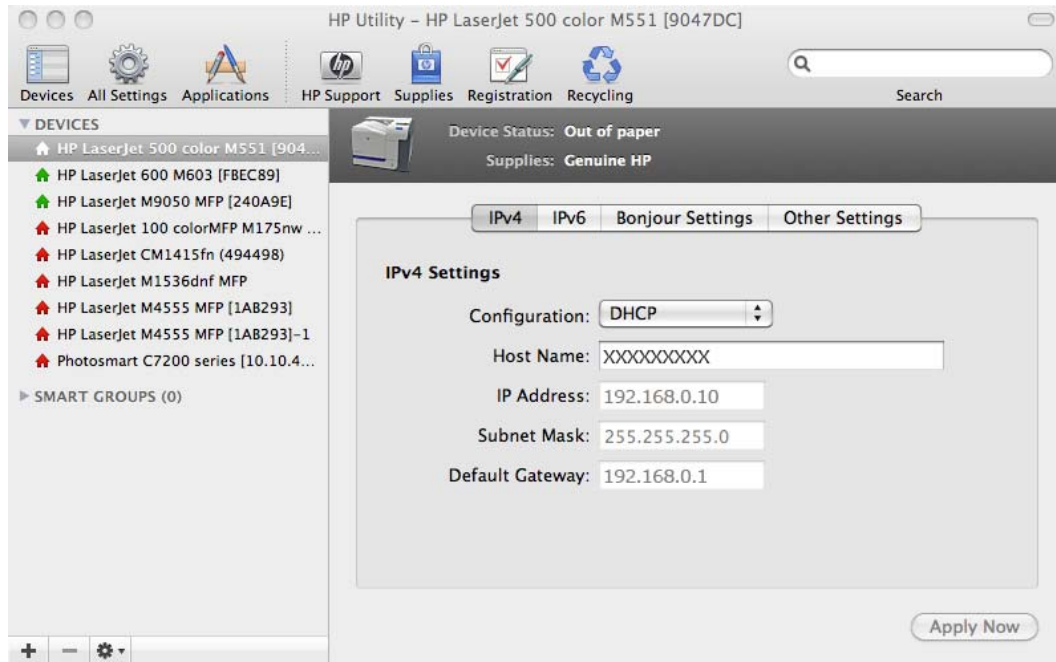 HP Utility – HP LaserJet 500 color M551 [9047DC]
Devices All Settings Applications HP Support Supplies Registration Recycling Search
DEVICES
HP LaserJet 500 color M551 [904...
HP LaserJet 600 M603 [FBEC89]
HP LaserJet M9050 MFP [240A9E]
HP LaserJet 100 colorMFP M175nw ...
HP LaserJet CM1415fn (494498)
HP LaserJet M1536dnf MFP
HP LaserJet M4555 MFP [1AB293]
HP LaserJet M4555 MFP [1AB293]-1
Photosmart C7200 series [10.10.4...
SMART GROUPS (0)
Device Status: Out of paper
Supplies: Genuine HP
IPv4 IPv6 Bonjour Settings Other Settings
IPv4 Settings
Configuration: DHCP
Host Name: XXXXXXXXX
IP Address: 192.168.0.10
Subnet Mask: 255.255.255.0
Default Gateway: 192.168.0.1
Apply Now